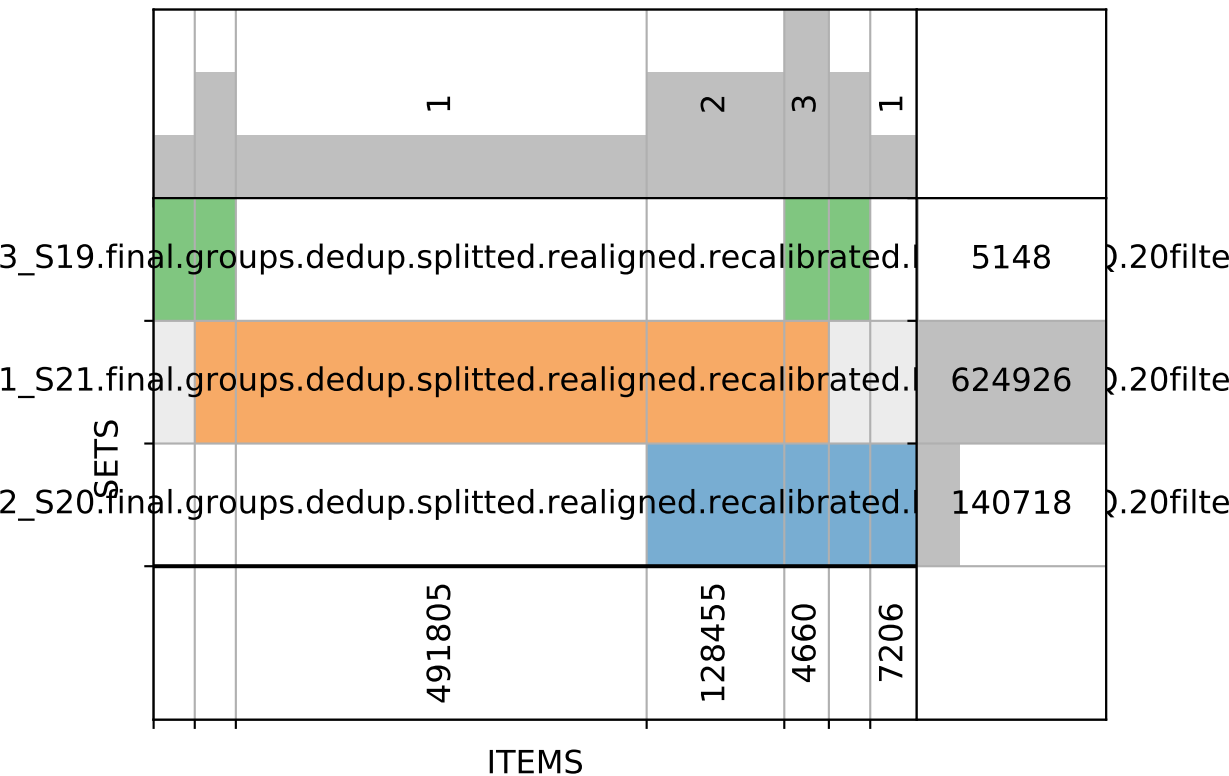 1
2
3
1
3_S19.final.groups.dedup.splitted.realigned.recalibrated. Q.20filte
5148
1_S21.final.groups.dedup.splitted.realigned.recalibrated. Q.20filte
624926
SETS
2_S20.final.groups.dedup.splitted.realigned.recalibrated. Q.20filte
140718
491805
128455
4660
7206
ITEMS